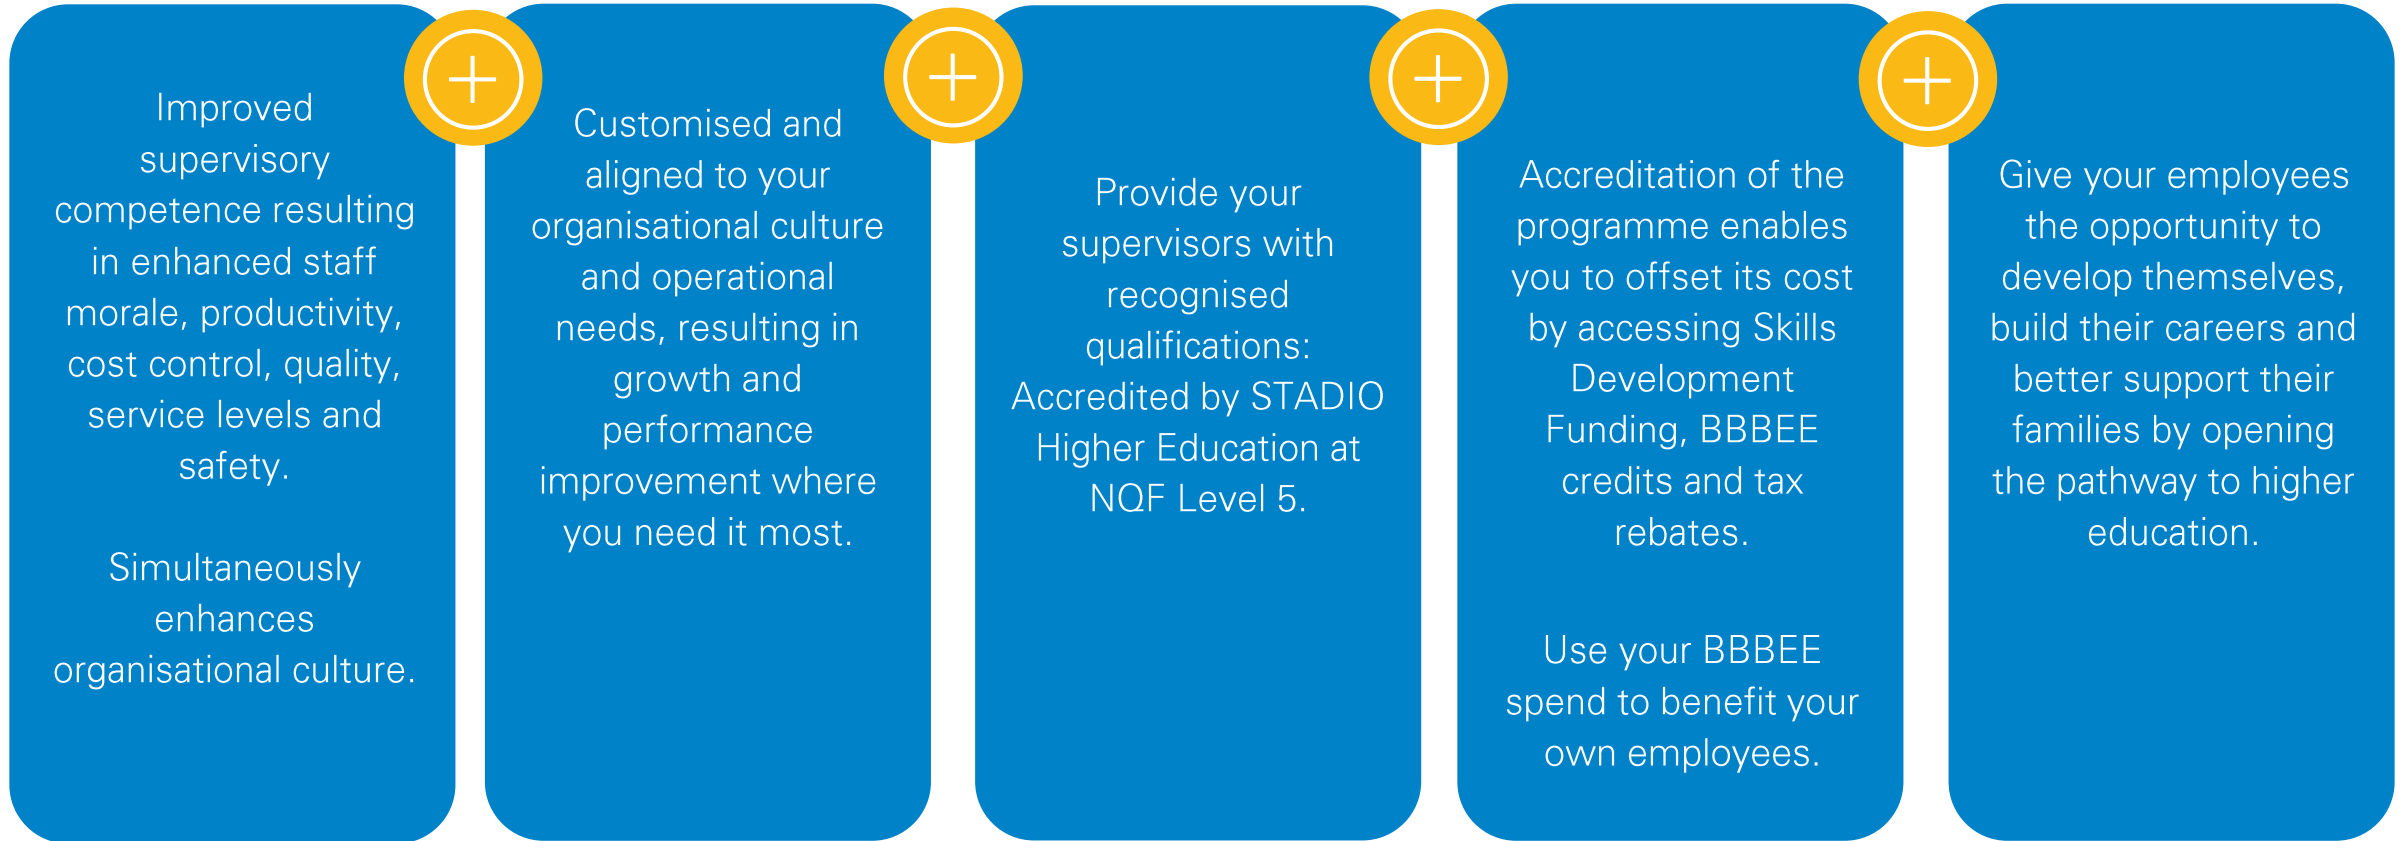 Improved
supervisory
competence resulting
in enhanced staff
morale, productivity,
cost control, quality,
service levels and
safety.
Simultaneously
enhances
organisational culture.
Customised and
aligned to your
organisational culture
and operational
needs, resulting in
growth and
performance
improvement where
you need it most.
Provide your
supervisors with
recognised
qualifications:
Accredited by STADIO
Higher Education at
NQF Level 5.
Accreditation of the
programme enables
you to offset its cost
by accessing Skills
Development
Funding, BBBEE
credits and tax
rebates.
Use your BBBEE
spend to benefit your
own employees.
Give your employees
the opportunity to
develop themselves,
build their careers and
better support their
families by opening
the pathway to higher
education.